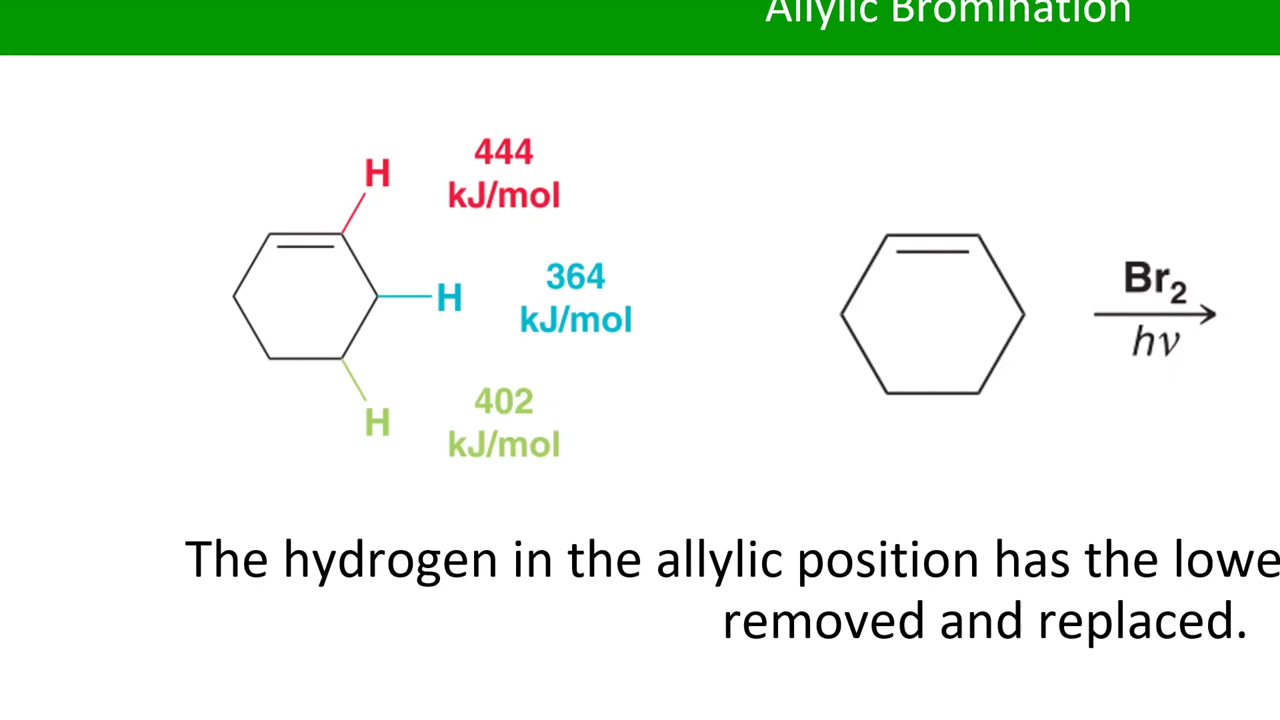 Allylic Bromination
H
444
kJ/mol
H
364
kJ/mol
H
402
kJ/mol
Br2
hν
The hydrogen in the allylic position has the lowe
removed and replaced.